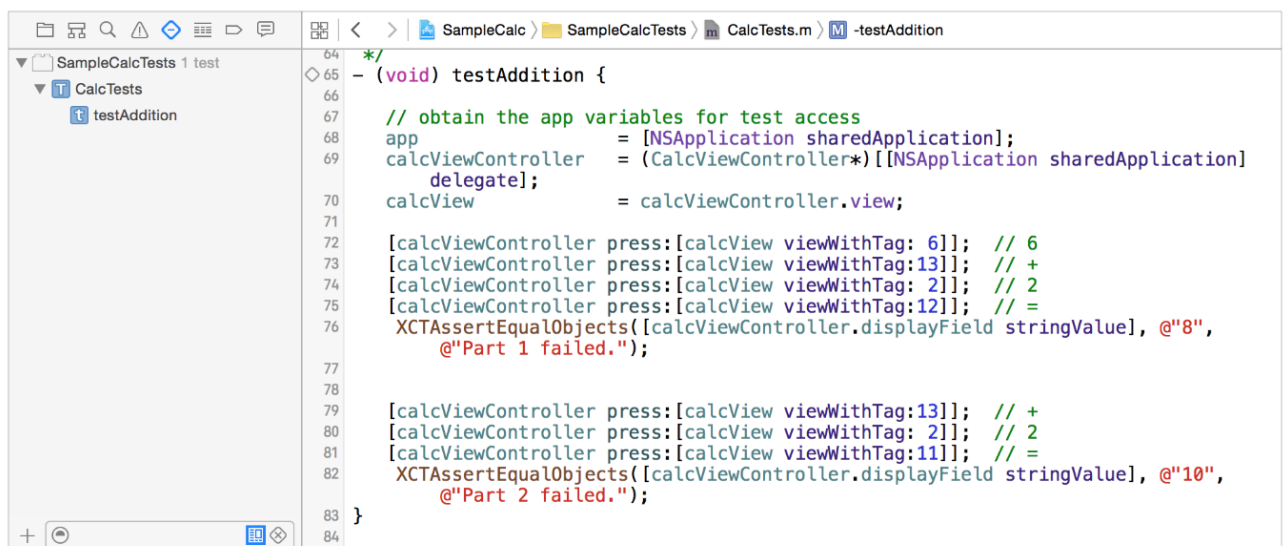 SampleCalc SampleCalcTests m CalcTests.m M -testAddition
SampleCalcTests 1 test
T CalcTests
t testAddition
64 */
65 - (void) testAddition {
66
67 // obtain the app variables for test access
68 app = [NSApplication sharedApplication];
69 calcViewController = (CalcViewController*)[[NSApplication sharedApplication]
delegate];
70 calcView = calcViewController.view;
71
72 [calcViewController press:[calcView viewWithTag: 6]]; // 6
73 [calcViewController press:[calcView viewWithTag:13]]; // +
74 [calcViewController press:[calcView viewWithTag: 2]]; // 2
75 [calcViewController press:[calcView viewWithTag:12]]; // =
76 XCTAssertEqualObjects([calcViewController.displayField stringValue], @"8",
@"Part 1 failed.");
77
78
79 [calcViewController press:[calcView viewWithTag:13]]; // +
80 [calcViewController press:[calcView viewWithTag: 2]]; // 2
81 [calcViewController press:[calcView viewWithTag:11]]; // =
82 XCTAssertEqualObjects([calcViewController.displayField stringValue], @"10",
@"Part 2 failed.");
83 }
84